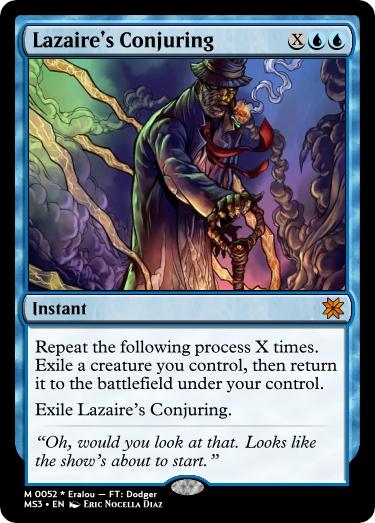 Lazaire's Conjuring X
Instant
Repeat the following process X times.
Exile a creature you control, then return
it to the battlefield under your control.
Exile Lazaire's Conjuring.
“Oh, would you look at that. Looks like
the show's about to start.”
M 0052 * Eralou — FT: Dodger
MS3 • EN Eric Nocella Diaz